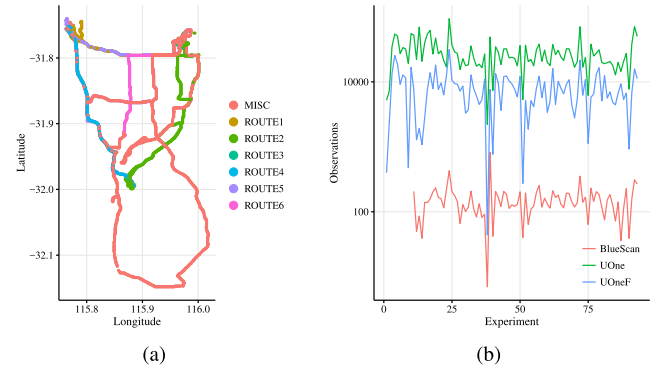 −31.8
−31.9
−32.0
−32.1
Latitude
115.8
115.9
116.0
Longitude
MISC
ROUTE1
ROUTE2
ROUTE3
ROUTE4
ROUTE5
ROUTE6
(a)
10000
100
Observations
0
25
50
75
Experiment
BlueScan
UOne
UOneF
(b)